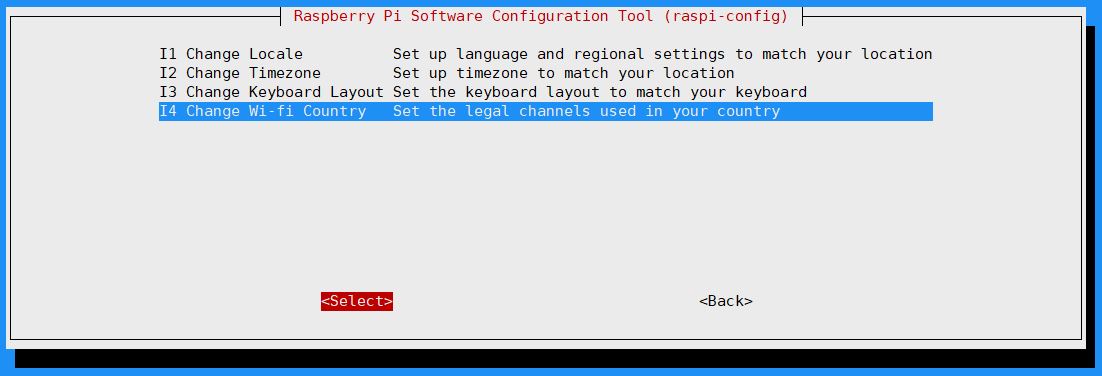 Raspberry Pi Software Configuration Tool (raspi-config)
I1 Change Locale Set up language and regional settings to match your location
I2 Change Timezone Set up timezone to match your location
I3 Change Keyboard Layout Set the keyboard layout to match your keyboard
I4 Change Wi-fi Country Set the legal channels used in your country
<Select> <Back>